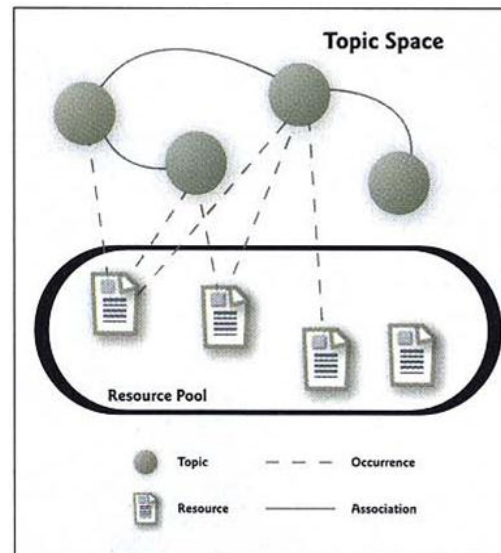 Topic Space
Resource Pool
Topic
Occurrence
Resource
Association